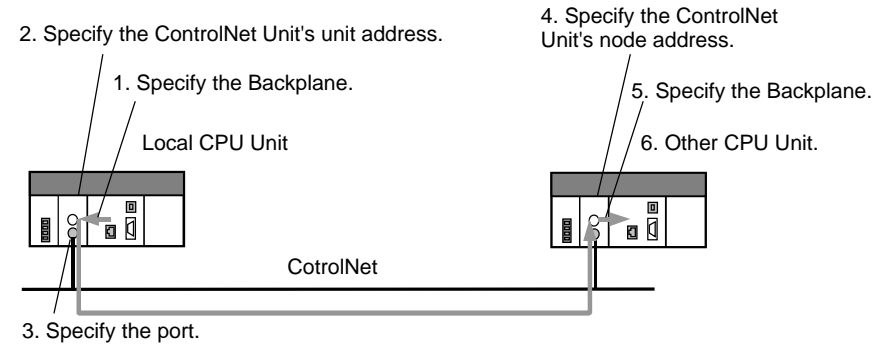 2. Specify the ControlNet Unit's unit address.
1. Specify the Backplane.
Local CPU Unit
4. Specify the ControlNet
Unit's node address.
5. Specify the Backplane.
6. Other CPU Unit.
CotrolNet
3. Specify the port.